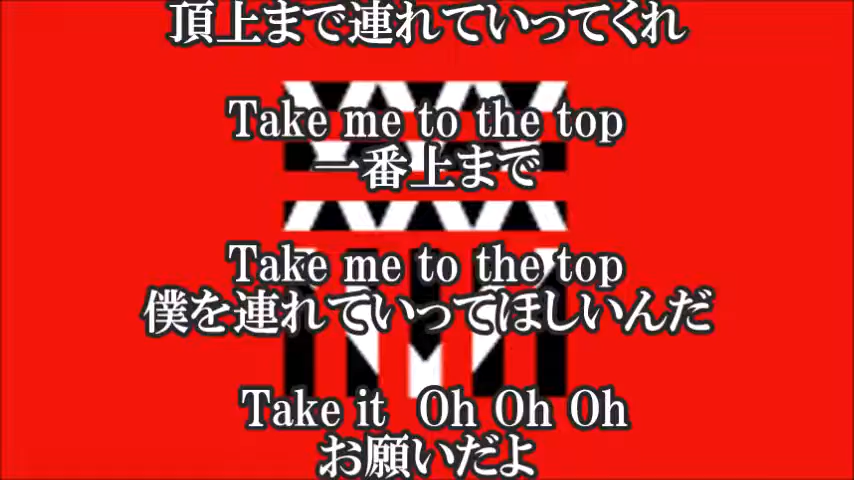 頂上まで連れていってくれ
Take me to the top
一番上まで
Take me to the top
僕を連れていってほしいんだ
Take it Oh Oh Oh
お願いだよ